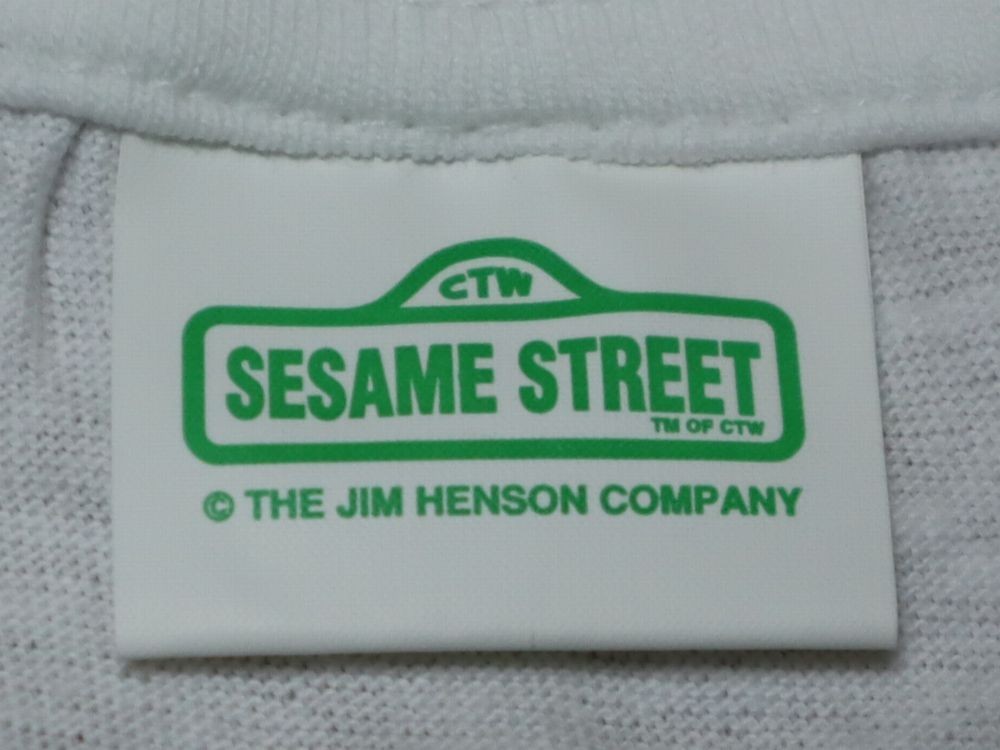 CTW
SESAME STREET
TM OF CTW
© THE JIM HENSON COMPANY